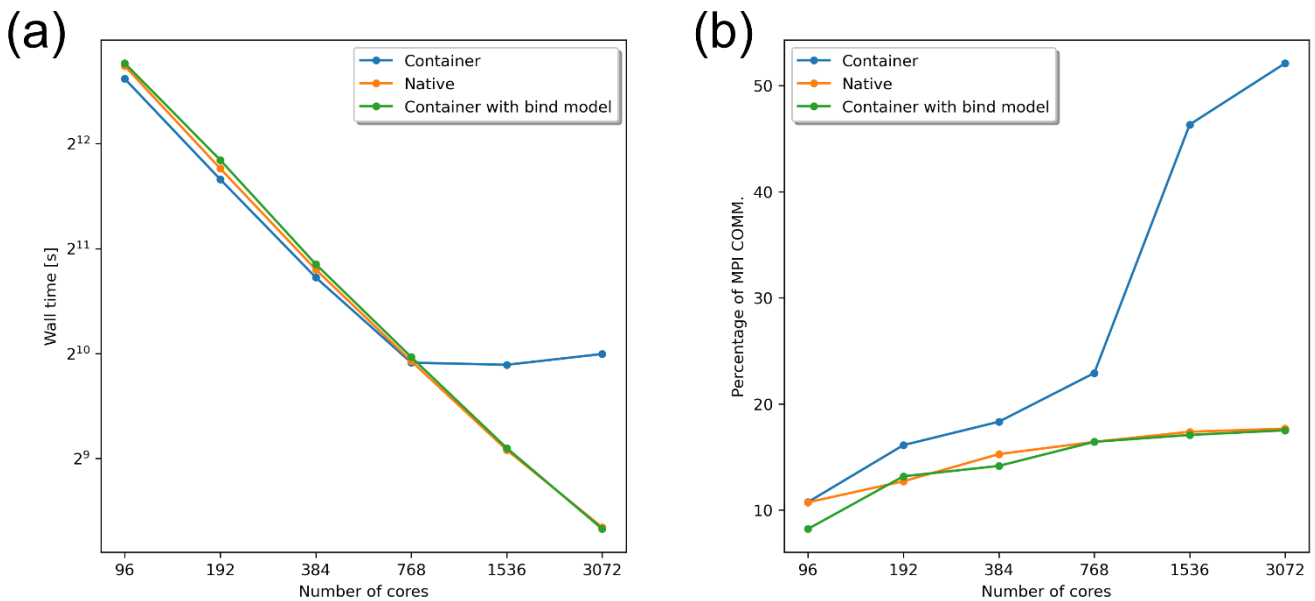 (a)
Container
Native
Container with bind model
2^12
2^11
2^10
2^9
Wall time [s]
96 192 384 768 1536 3072
Number of cores
(b)
Container
Native
Container with bind model
50
40
30
20
10
Percentage of MPI COMM.
96 192 384 768 1536 3072
Number of cores